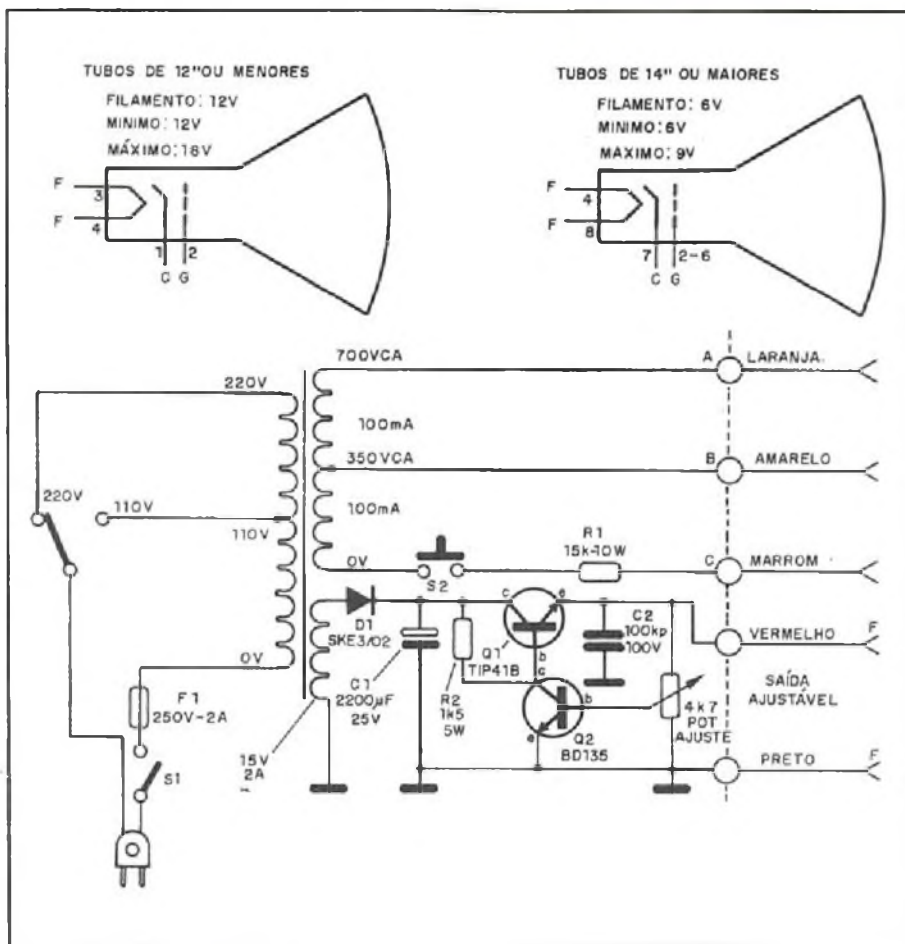 TUBOS DE 12" OU MENORES
FILAMENTO: 12V
MINIMO: 12V
MÁXIMO: 18V
F
3
F
4
1
2
C
G
TUBOS DE 14" OU MAIORES
FILAMENTO: 6V
MINIMO: 6V
MAXIMO: 9V
F
4
F
8
7
2-6
C
G
700VCA
A
LARANJA.
220V
100mA
350VCA
B
AMARELO
220V
110V
110V
100mA
R1
15k-10W
0V
S2
C
MARROM
D1
SKE3/02
c
e
Q1
TIP41B
b
C2
100kp
100V
VERMELHO
F
0V
F1
250V-2A
C1
2200µF
25V
R2
1k5
5W
c
b
e
Q2
BD135
4k7
POT
AJUSTE
SAÍDA
AJUSTÁVEL
15V
2A
~
S1
PRETO
F